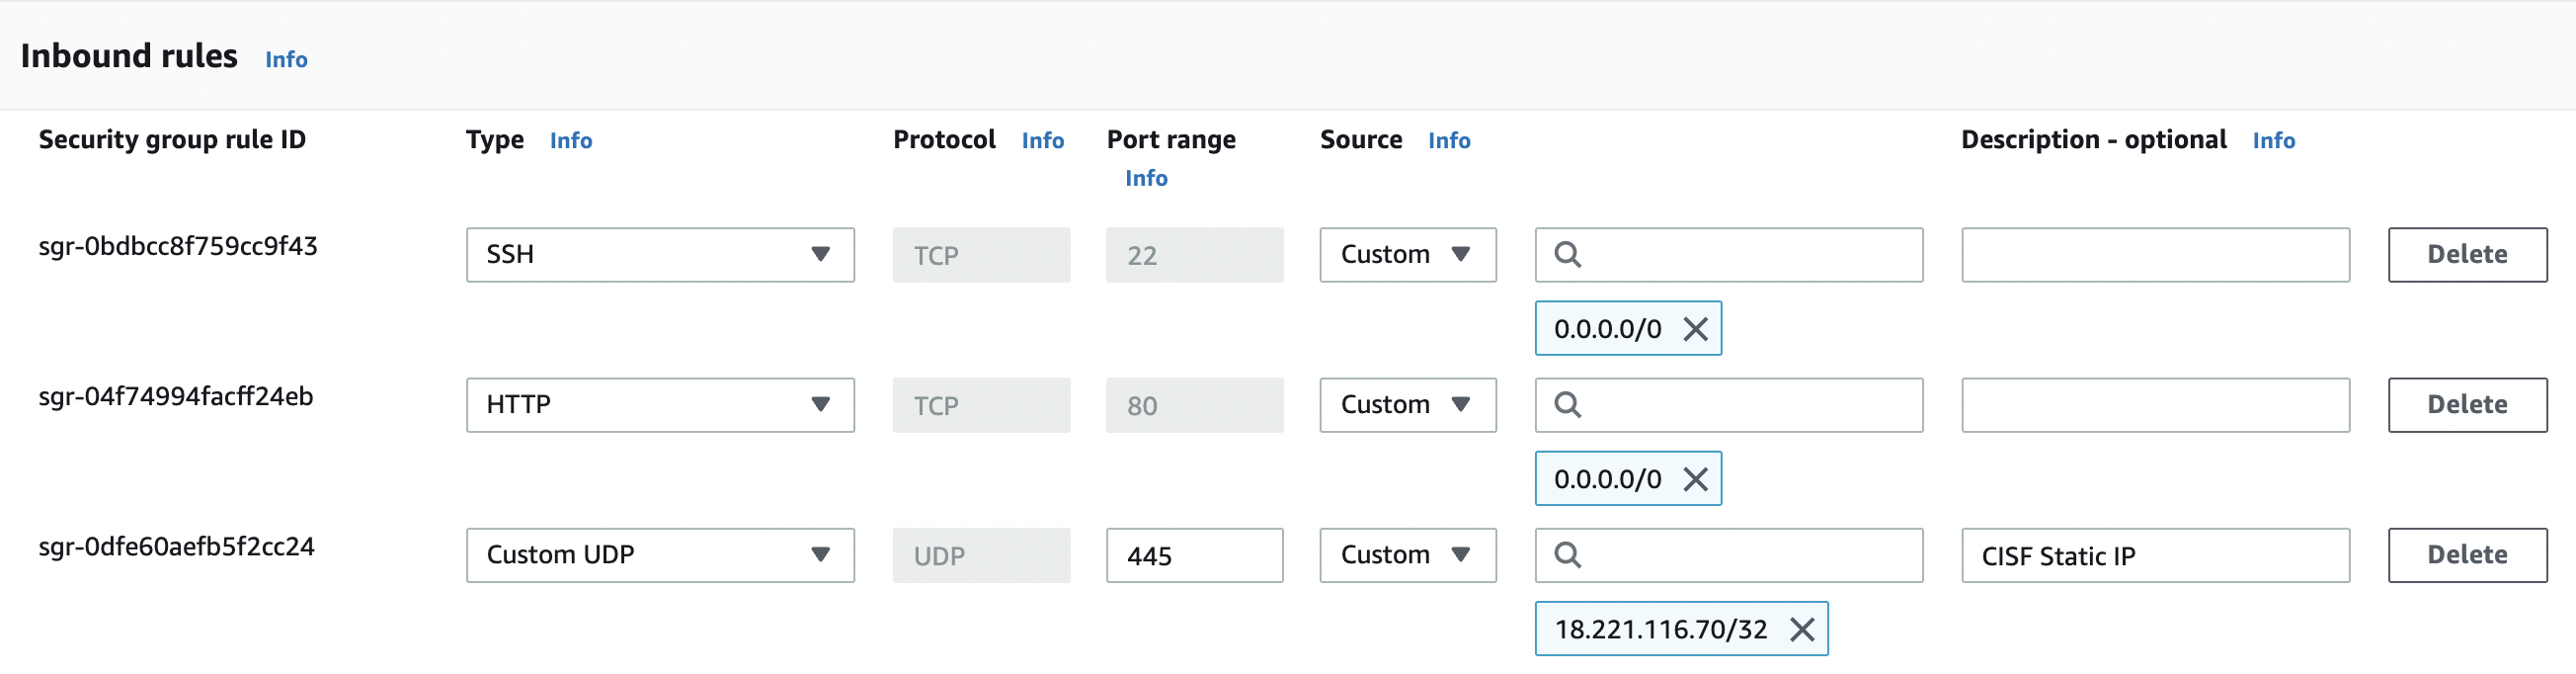 Inbound rules Info
Security group rule ID Type Info Protocol Info Port range Info Source Info Description - optional Info
sgr-0bdbcc8f759cc9f43 SSH TCP 22 Custom Delete
0.0.0.0/0
sgr-04f74994facff24eb HTTP TCP 80 Custom Delete
0.0.0.0/0
sgr-0dfe60aefb5f2cc24 Custom UDP UDP 445 Custom CISF Static IP Delete
18.221.116.70/32